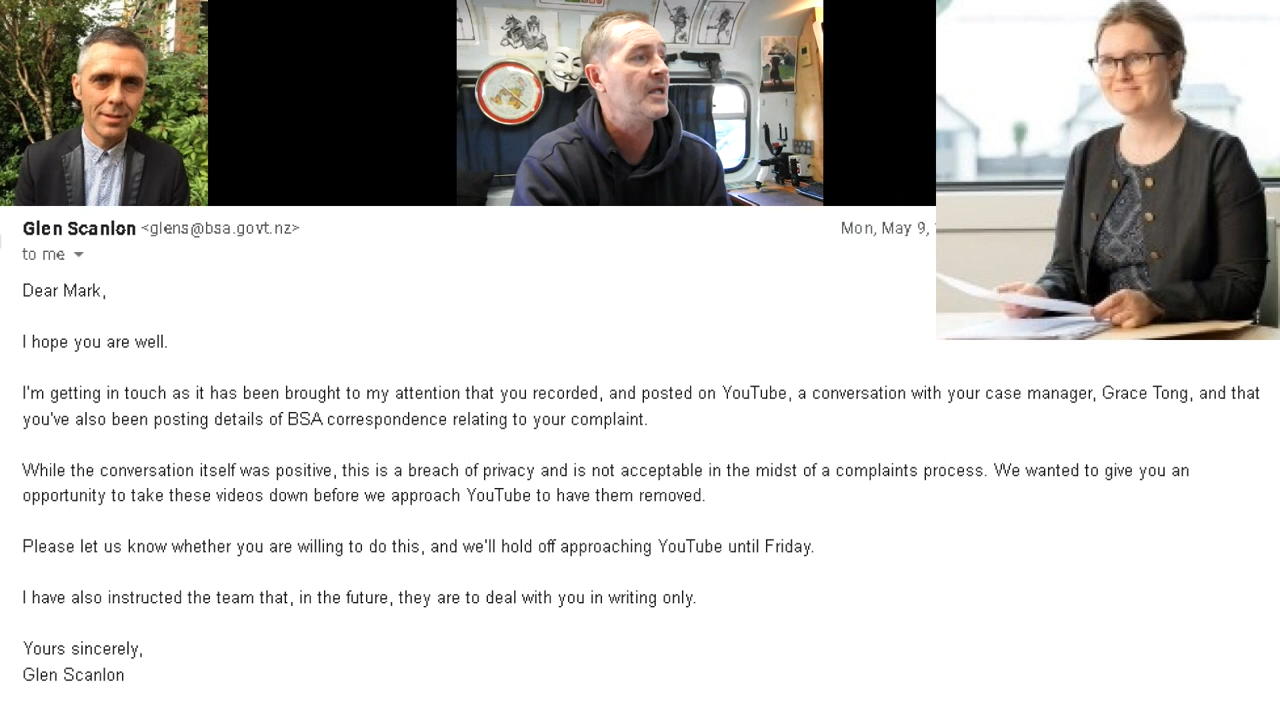 Glen Scanlon <glens@bsa.govt.nz>
Mon, May 9,
to me
Dear Mark,
I hope you are well.
I'm getting in touch as it has been brought to my attention that you recorded, and posted on YouTube, a conversation with your case manager, Grace Tong, and that
you've also been posting details of BSA correspondence relating to your complaint.
While the conversation itself was positive, this is a breach of privacy and is not acceptable in the midst of a complaints process. We wanted to give you an
opportunity to take these videos down before we approach YouTube to have them removed.
Please let us know whether you are willing to do this, and we'll hold off approaching YouTube until Friday.
I have also instructed the team that, in the future, they are to deal with you in writing only.
Yours sincerely,
Glen Scanlon